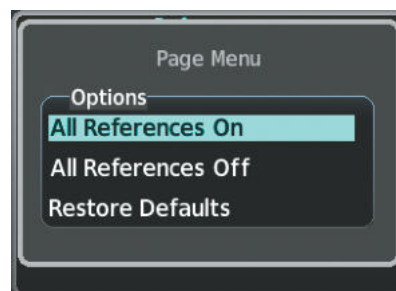 Page Menu
Options
All References On
All References Off
Restore Defaults